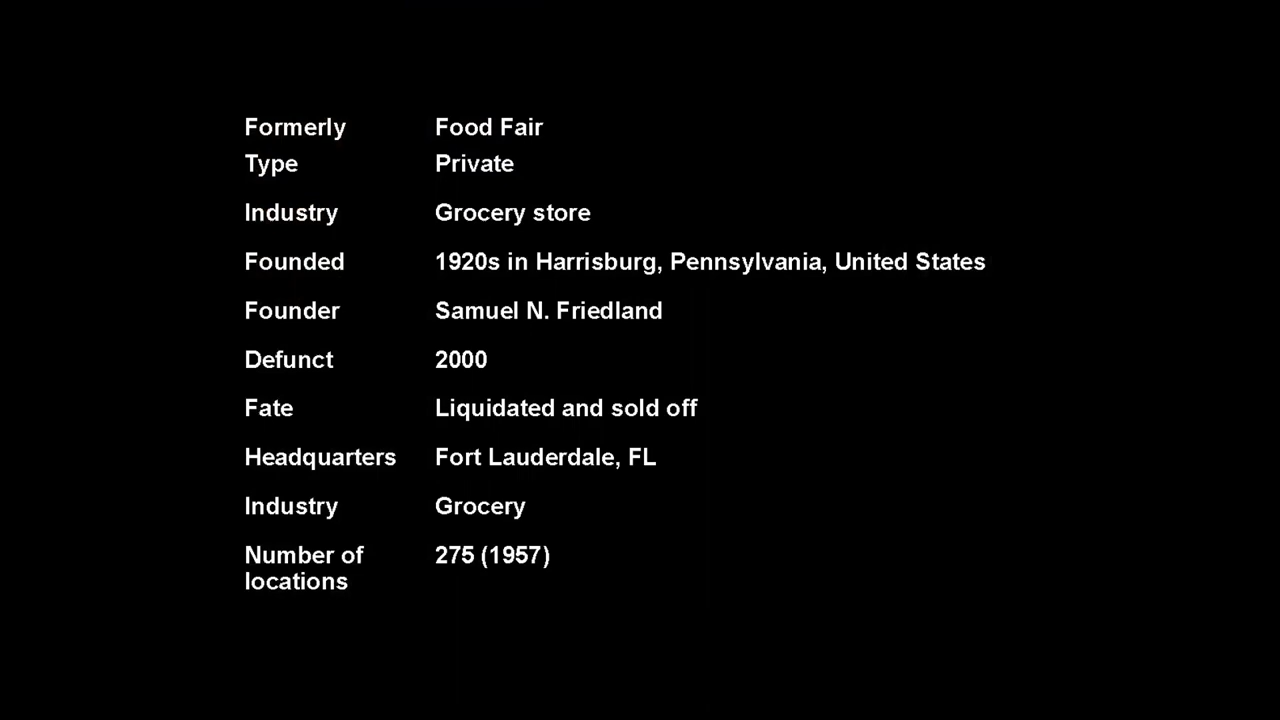 Formerly Food Fair
Type Private
Industry Grocery store
Founded 1920s in Harrisburg, Pennsylvania, United States
Founder Samuel N. Friedland
Defunct 2000
Fate Liquidated and sold off
Headquarters Fort Lauderdale, FL
Industry Grocery
Number of 275 (1957)
locations